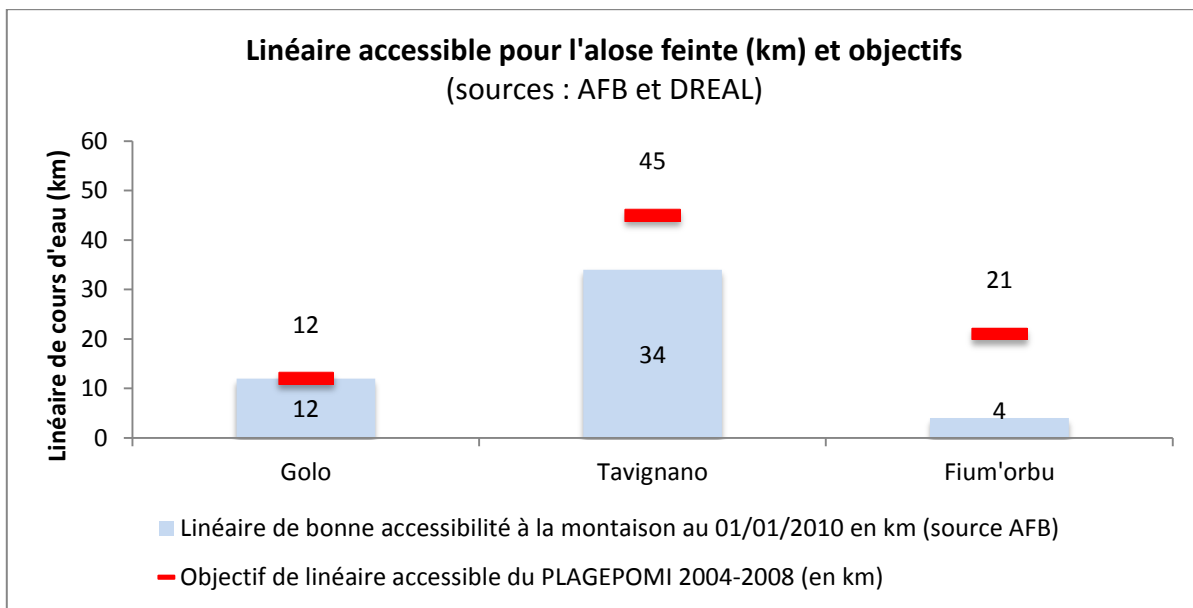 Linéaire accessible pour l'alose feinte (km) et objectifs
(sources : AFB et DREAL)
Linéaire de cours d'eau (km)
60
50
40
30
20
10
0
12
12
45
34
21
4
Golo
Tavignano
Fium'orbu
Linéaire de bonne accessibilité à la montaison au 01/01/2010 en km (source AFB)
Objectif de linéaire accessible du PLAGEPOMI 2004-2008 (en km)